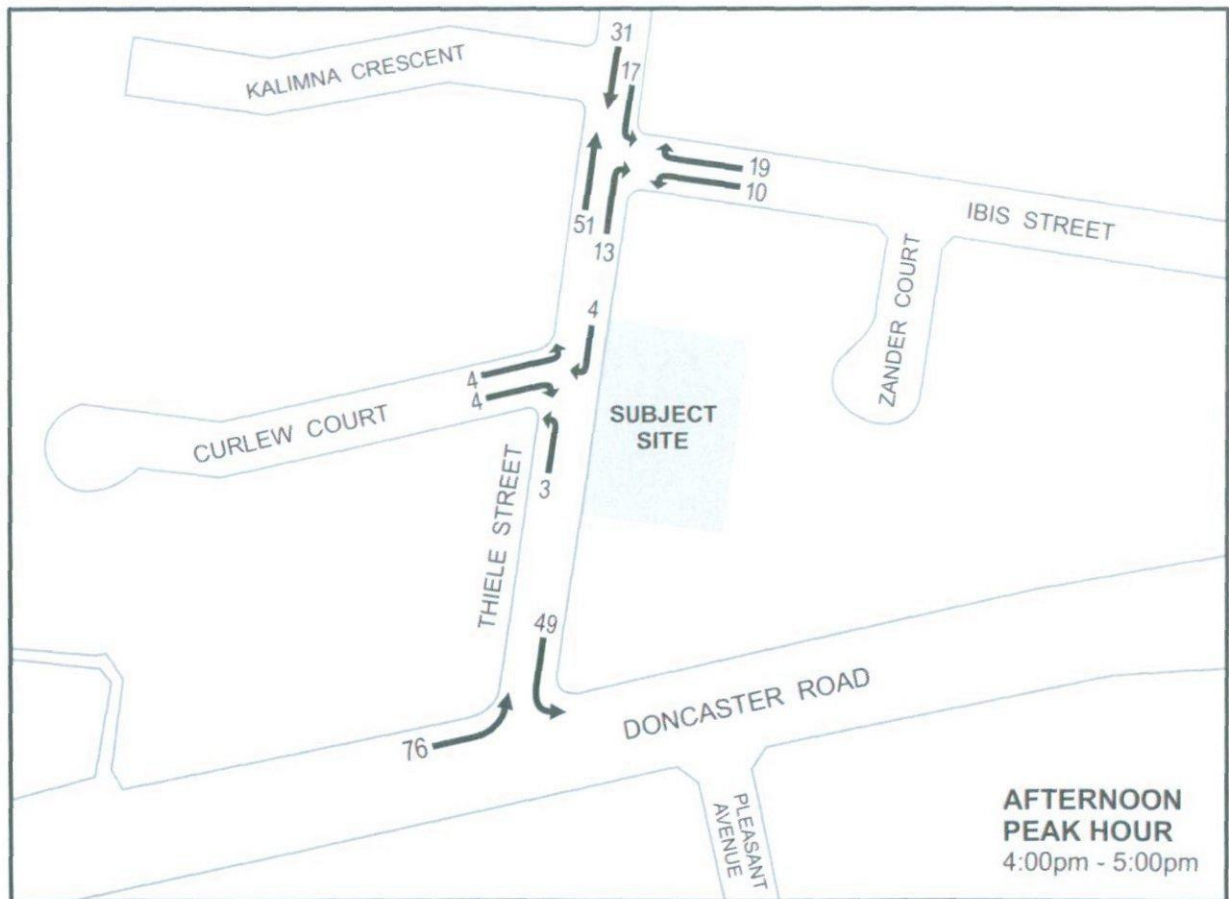 31
17
KALIMNA CRESCENT
19
10
IBIS STREET
51
13
ZANDER COURT
4
4
4
SUBJECT
SITE
CURLEW COURT
3
THIELE STREET
49
DONCASTER ROAD
76
PLEASANT
AVENUE
AFTERNOON
PEAK HOUR
4:00pm - 5:00pm